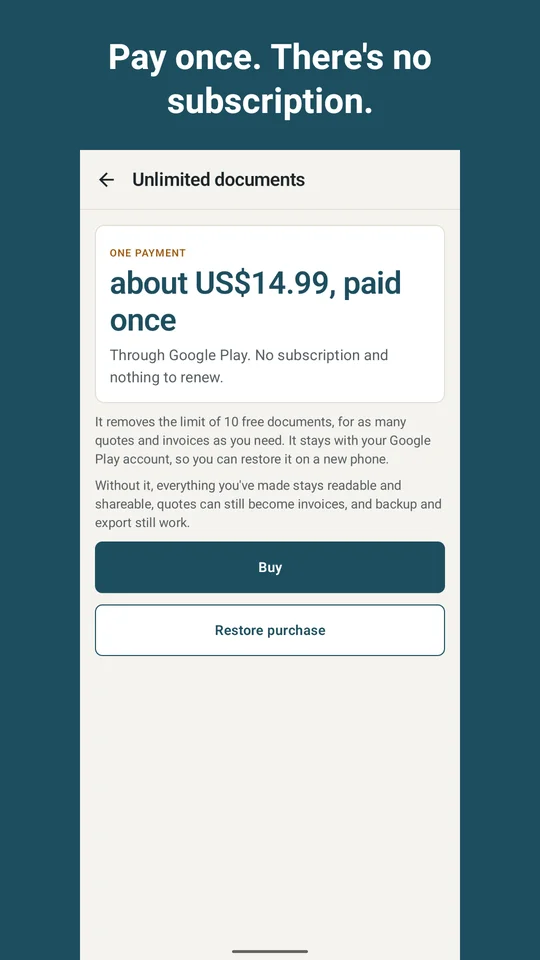 Pay once. There's no
subscription.
Unlimited documents
ONE PAYMENT
about US$14.99, paid
once
Through Google Play. No subscription and
nothing to renew.
It removes the limit of 10 free documents, for as many
quotes and invoices as you need. It stays with your Google
Play account, so you can restore it on a new phone.
Without it, everything you've made stays readable and
shareable, quotes can still become invoices, and backup and
export still work.
Buy
Restore purchase